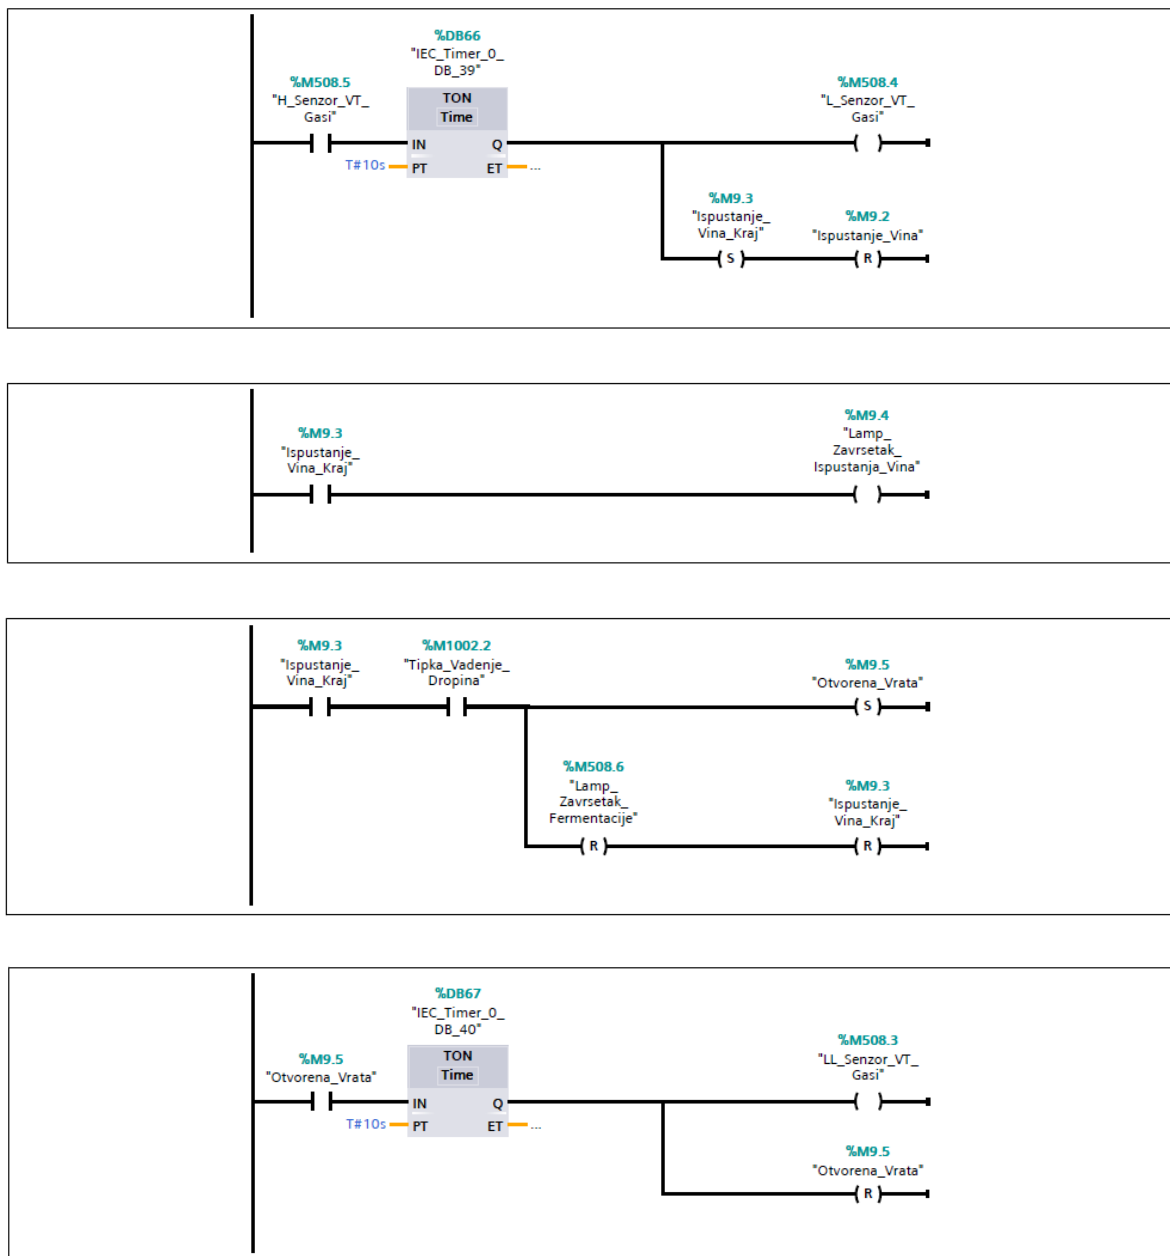 %DB66
"IEC_Timer_0_
DB_39"
%M508.5
"H_Senzor_VT_
Gasi"
TON
Time
IN
Q
T#10s
PT
ET
...
%M508.4
"L_Senzor_VT_
Gasi"
%M9.3
"Ispustanje_
Vina_Kraj"
S
%M9.2
"Ispustanje_Vina"
R
%M9.3
"Ispustanje_
Vina_Kraj"
%M9.4
"Lamp_
Zavrsetak_
Ispustanja_Vina"
%M9.3
"Ispustanje_
Vina_Kraj"
%M1002.2
"Tipka_Vadenje_
Dropina"
%M9.5
"Otvorena_Vrata"
S
%M508.6
"Lamp_
Zavrsetak_
Fermentacije"
R
%M9.3
"Ispustanje_
Vina_Kraj"
R
%DB67
"IEC_Timer_0_
DB_40"
%M9.5
"Otvorena_Vrata"
TON
Time
IN
Q
T#10s
PT
ET
...
%M508.3
"LL_Senzor_VT_
Gasi"
%M9.5
"Otvorena_Vrata"
R